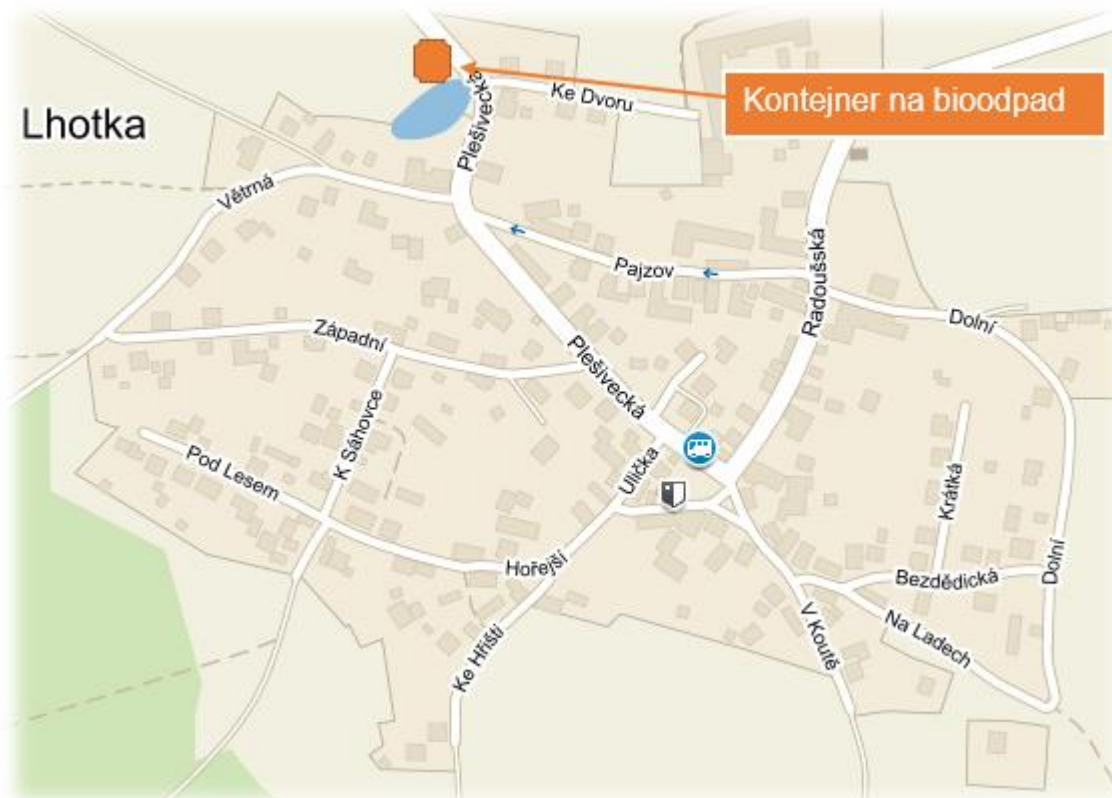 Kontejner na bioodpad
Ke Dvoru
Plešivecká
Lhotka
Větrná
Pajzov
Radoušská
Dolní
Západní
Plešivecká
K Sáhovce
Pod Lesem
Ulička
Krátká
Hořejší
Bezdědická
Dolní
Na Ladech
V Koutě
Ke Hřišti